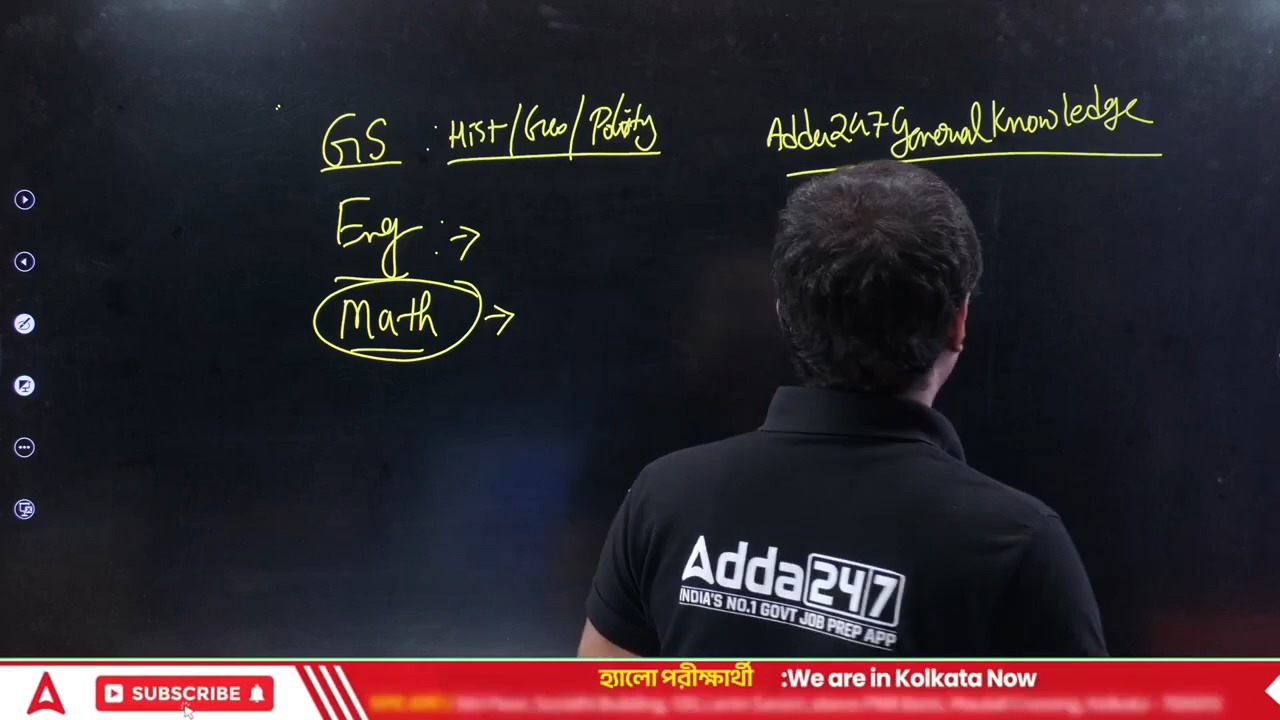 GS : Hist/Geo/Polity
Adda247 General Knowledge
Eng : →
Math →
Adda247
INDIA'S NO.1 GOVT JOB PREP APP
SUBSCRIBE
হ্যালো পরীক্ষার্থী :We are in Kolkata Now